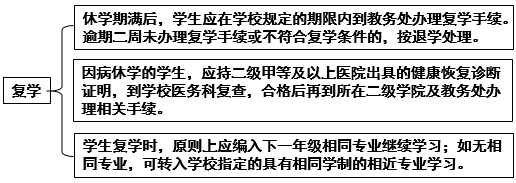 休学期满后，学生应在学校规定的期限内到教务处办理复学手续。
逾期二周未办理复学手续或不符合复学条件的，按退学处理。
复学
因病休学的学生，应持二级甲等及以上医院出具的健康恢复诊断
证明，到学校医务科复查，合格后再到所在二级学院及教务处办
理相关手续。
学生复学时，原则上应编入下一年级相同专业继续学习；如无相
同专业，可转入学校指定的具有相同学制的相近专业学习。